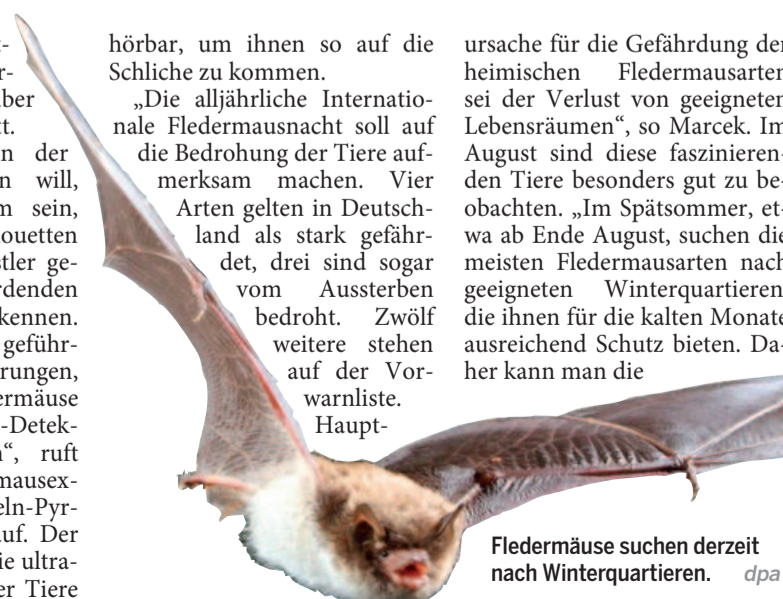 n der
n will,
m sein,
ouetten
stler ge-
rdenden
kennen.
geführ-
rungen,
ermäuse
-Detek-
“, ruft
mausex-
eln-Pyr-
uf. Der
ie ultra-
er Tiere
hörbar, um ihnen so auf die
Schliche zu kommen.
„Die alljährliche Internatio-
nale Fledermausnacht soll auf
die Bedrohung der Tiere auf-
merksam machen. Vier
Arten gelten in Deutsch-
land als stark gefähr-
det, drei sind sogar
vom Aussterben
bedroht. Zwölf
weitere stehen
auf der Vor-
warnliste.
Haupt-
ursache für die Gefährdung der
heimischen Fledermausarten
sei der Verlust von geeigneten
Lebensräumen“, so Marcek. Im
August sind diese faszinieren-
den Tiere besonders gut zu be-
obachten. „Im Spätsommer, et-
wa ab Ende August, suchen die
meisten Fledermausarten nach
geeigneten Winterquartieren,
die ihnen für die kalten Monate
ausreichend Schutz bieten. Da-
her kann man die
Fledermäuse suchen derzeit
nach Winterquartieren. dpa